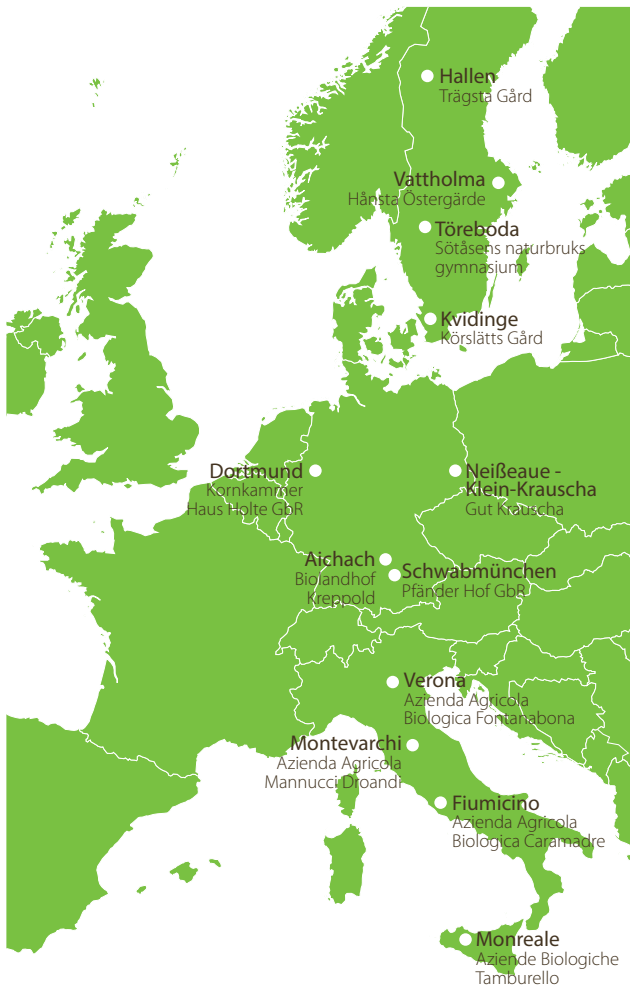 Hallen
Trägsta Gård
Vattholma
Hånsta Östergärde
Töreboda
Sötåsens naturbruks
gymnasium
Kvidinge
Körslätts Gård
Dortmund
Kornkammer
Haus Holte GbR
Neißeaue -
Klein-Krauscha
Gut Krauscha
Aichach
Biolandhof
Kreppold
Schwabmünchen
Pfänder Hof GbR
Verona
Azienda Agricola
Biologica Fontanabona
Montevarchi
Azienda Agricola
Mannucci Droandi
Fiumicino
Azienda Agricola
Biologica Caramadre
Monreale
Aziende Biologiche
Tamburello